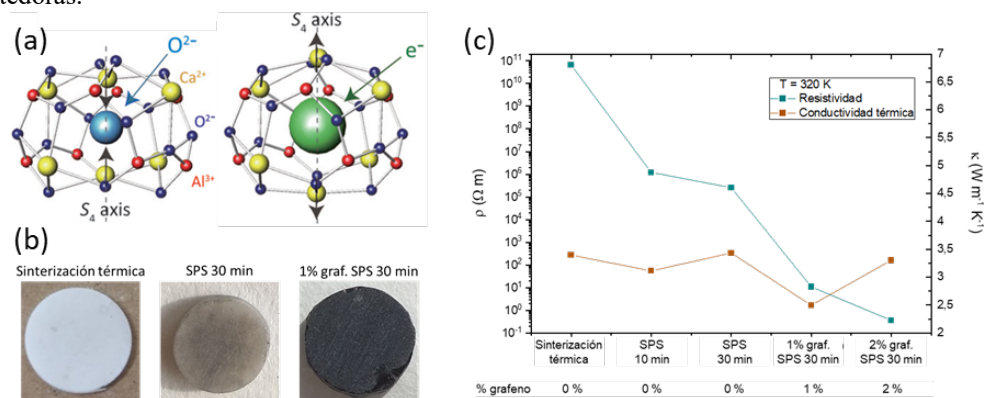 tedoras.
(a)
O²⁻
Ca²⁺
O²⁻
Al³⁺
S₄ axis
S₄ axis
e⁻
(b)
Sinterización térmica
SPS 30 min
1% graf. SPS 30 min
(c)
T = 320 K
Resistividad
Conductividad térmica
ρ (Ω m)
10¹¹
10¹⁰
10⁹
10⁸
10⁷
10⁶
10⁵
10⁴
10³
10²
10¹
10⁰
10⁻¹
7
6,5
6
5,5
5
4,5
4
3,5
3
2,5
2
κ (W m⁻¹ K⁻¹)
Sinterización térmica
SPS 10 min
SPS 30 min
1% graf. SPS 30 min
2% graf. SPS 30 min
% grafeno 0 % 0 % 0 % 1 % 2 %